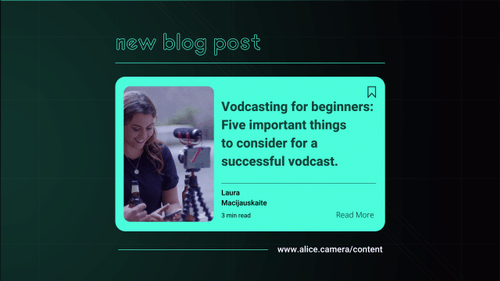 new blog post
Vodcasting for beginners:
Five important things
to consider for a
successful vodcast.
Laura
Macijauskaite
3 min read
Read More
www.alice.camera/content